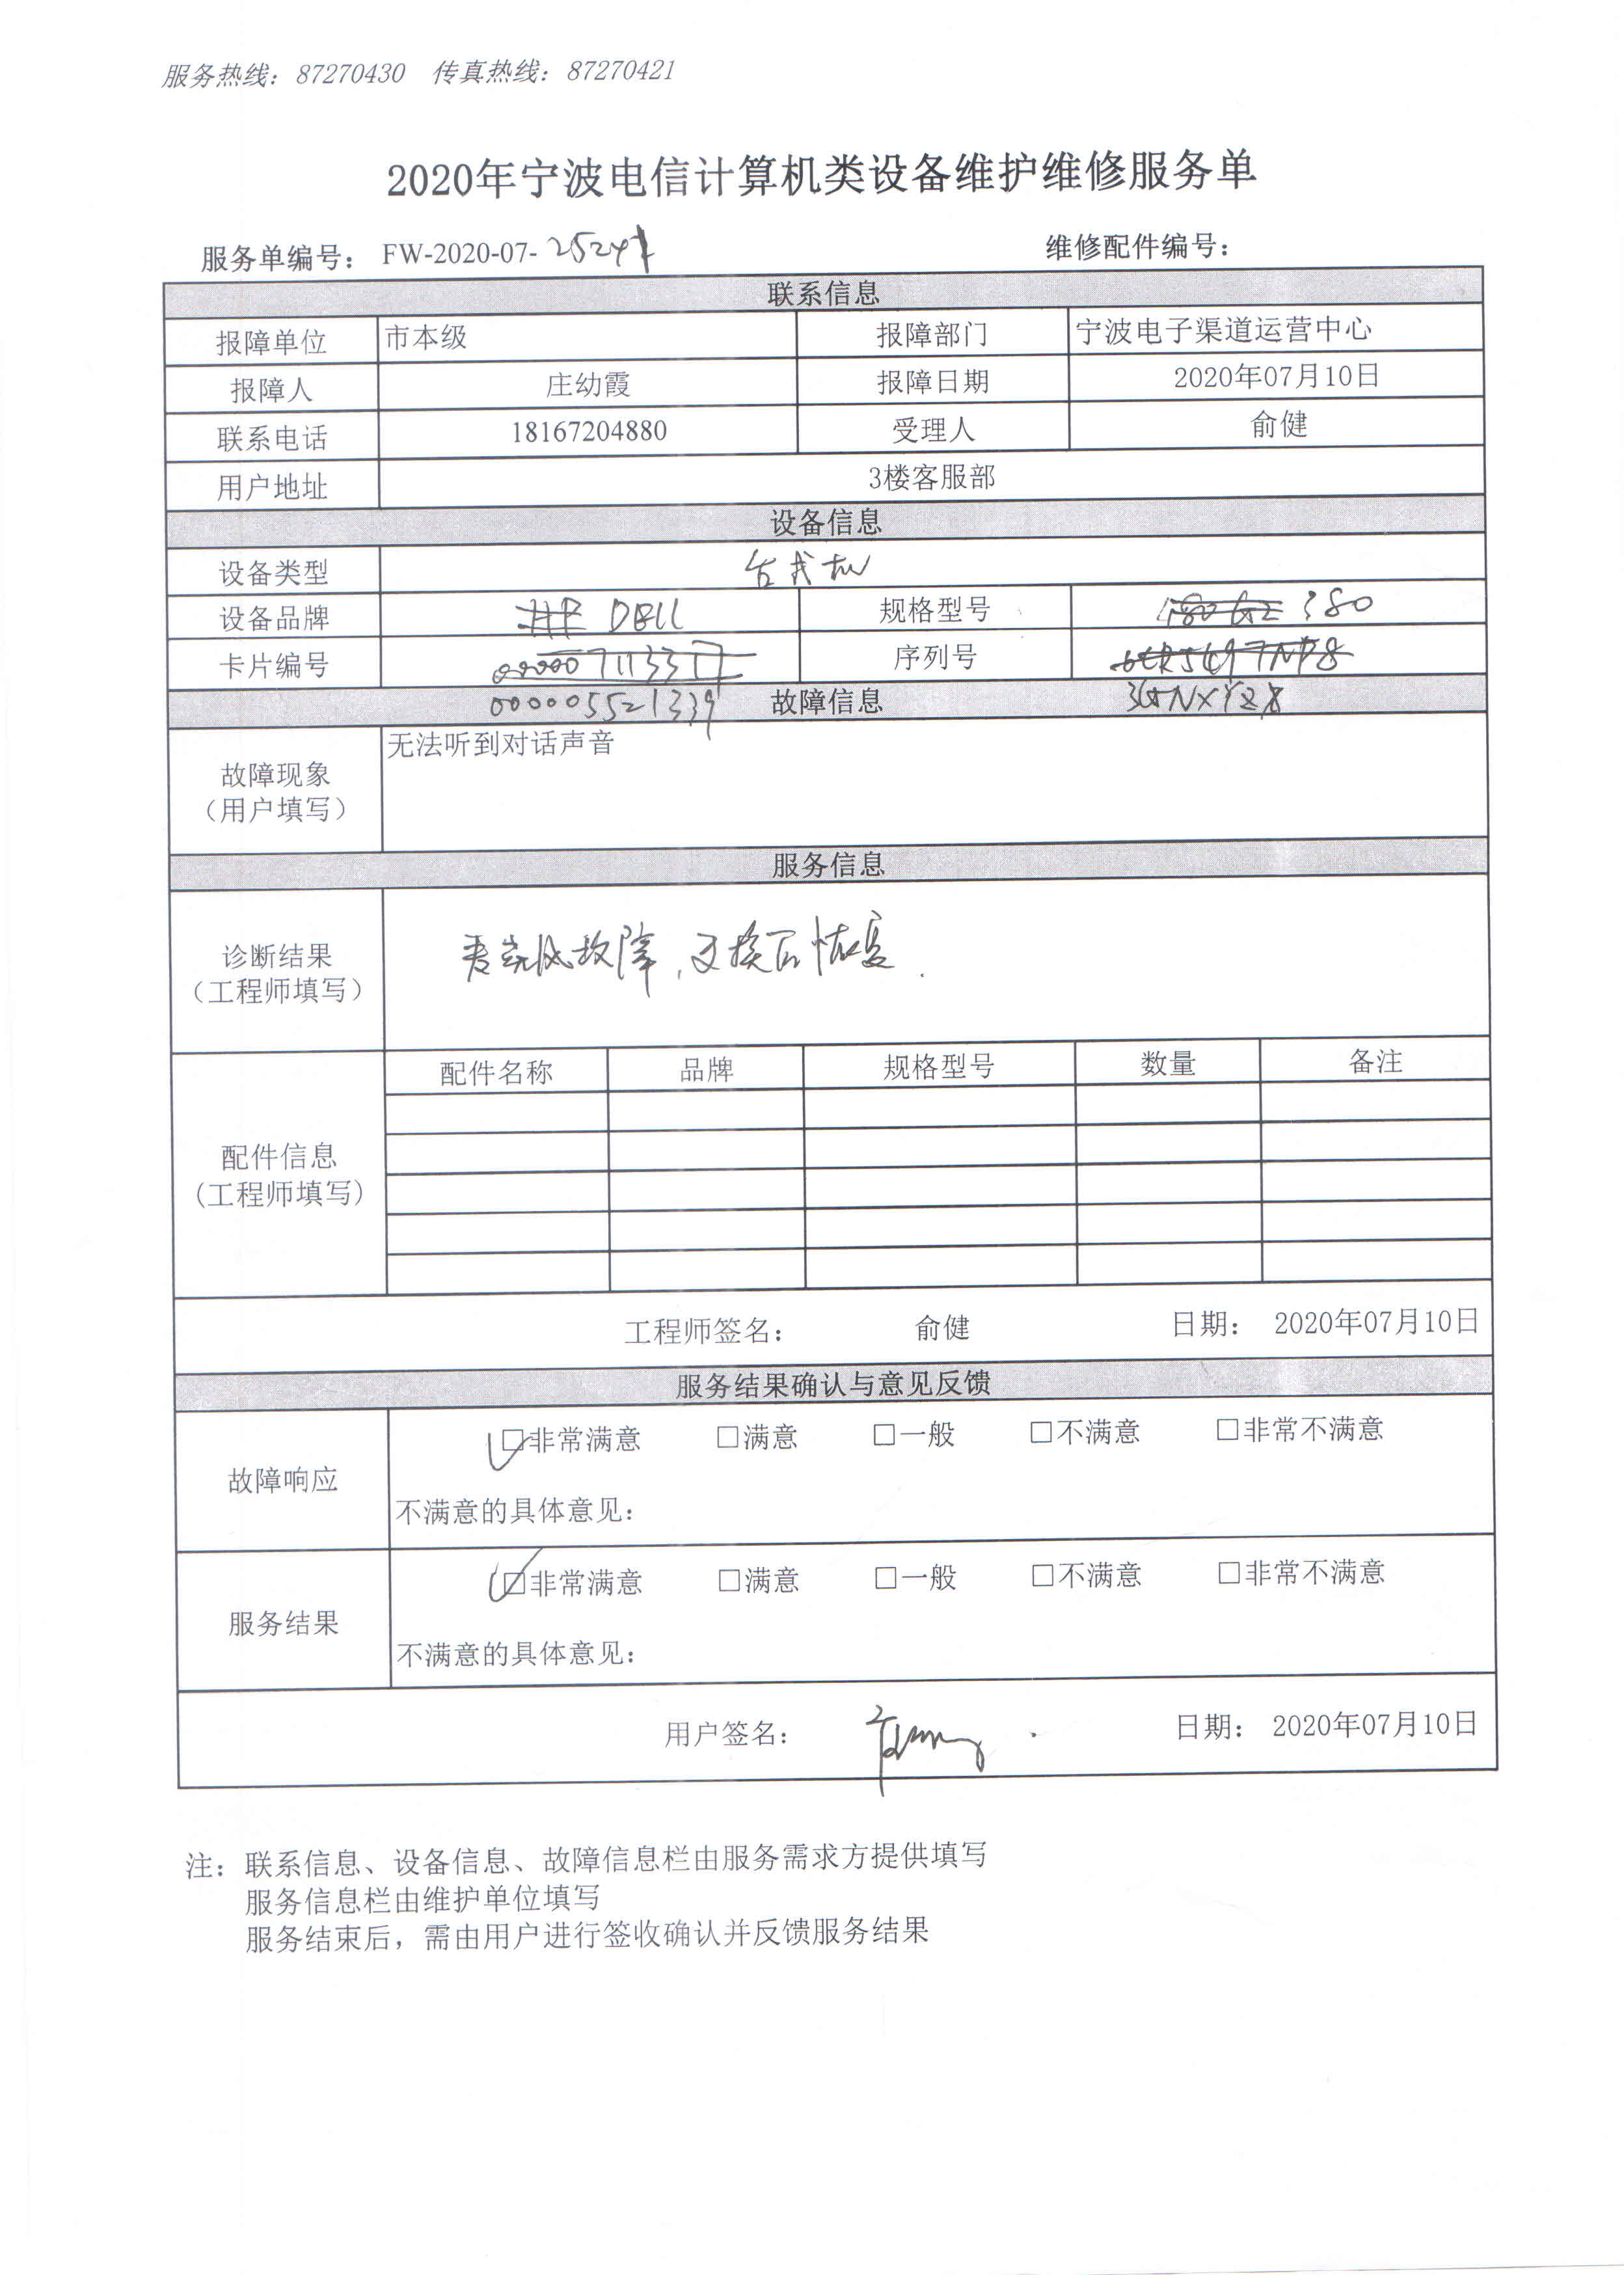 服务热线：87270430 传真热线：87270421
2020年宁波电信计算机类设备维护维修服务单
服务单编号： FW-2020-07- 维修配件编号：
联系信息
报障单位 市本级 报障部门 宁波电子渠道运营中心
报障人 庄幼霞 报障日期 2020年07月10日
联系电话 18167204880 受理人 俞健
用户地址 3楼客服部
设备信息
设备类型 台式机
设备品牌 DELL 规格型号 380
卡片编号 序列号
000005521339 故障信息
故障现象 无法听到对话声音
（用户填写）
服务信息
诊断结果 麦克风故障，更换后恢复．
（工程师填写）
配件信息 配件名称 品牌 规格型号 数量 备注
（工程师填写）
工程师签名： 俞健 日期： 2020年07月10日
服务结果确认与意见反馈
故障响应 □非常满意 □满意 □一般 □不满意 □非常不满意
不满意的具体意见：
服务结果 □非常满意 □满意 □一般 □不满意 □非常不满意
不满意的具体意见：
用户签名： 日期： 2020年07月10日
注：联系信息、设备信息、故障信息栏由服务需求方提供填写
服务信息栏由维护单位填写
服务结束后，需由用户进行签收确认并反馈服务结果